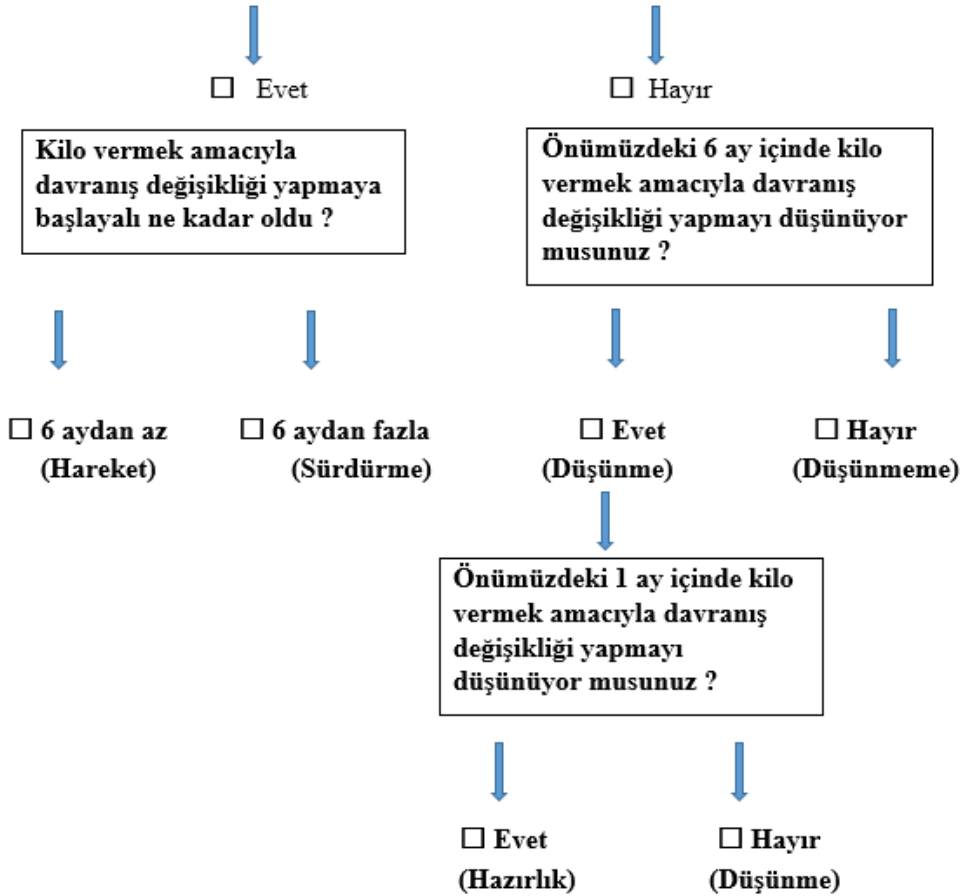 ☐ Evet
☐ Hayır
Kilo vermek amacıyla
davranış değişikliği yapmaya
başlayalı ne kadar oldu ?
Önümüzdeki 6 ay içinde kilo
vermek amacıyla davranış
değişikliği yapmayı düşünüyor
musunuz ?
☐ 6 aydan az
(Hareket)
☐ 6 aydan fazla
(Sürdürme)
☐ Evet
(Düşünme)
☐ Hayır
(Düşünmeme)
Önümüzdeki 1 ay içinde kilo
vermek amacıyla davranış
değişikliği yapmayı
düşünüyor musunuz ?
☐ Evet
(Hazırlık)
☐ Hayır
(Düşünme)